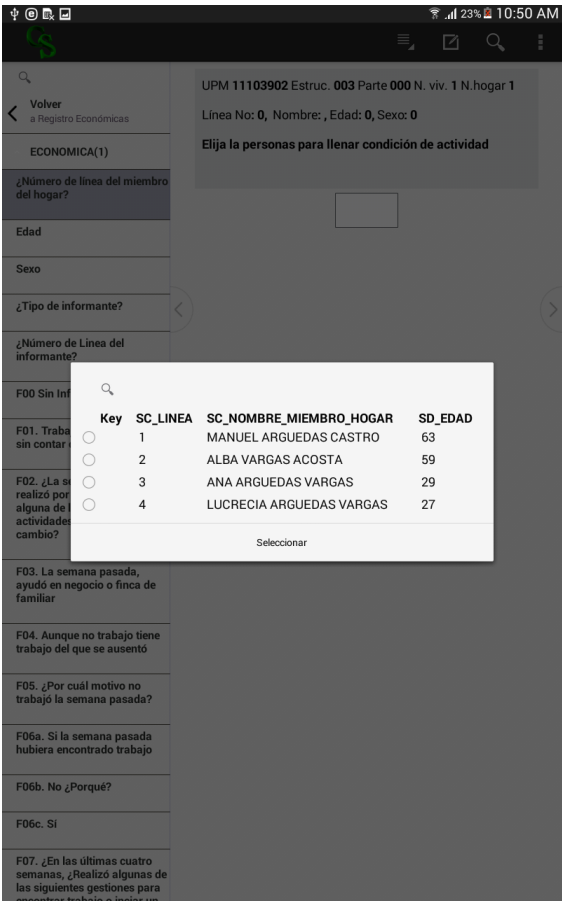 23% 10:50 AM
UPM 11103902 Estruc. 003 Parte 000 N. viv. 1 N.hogar 1
Línea No: 0, Nombre: , Edad: 0, Sexo: 0
Elija la personas para llenar condición de actividad
Volver
a Registro Económicas
ECONOMICA(1)
¿Número de linea del miembro
del hogar?
Edad
Sexo
¿Tipo de informante?
¿Número de Linea del
informante?
F00 Sin Inf
F01. Traba
sin contar
F02. ¿La se
realizó por
alguna de l
actividades
cambio?
Key SC_LINEA SC_NOMBRE_MIEMBRO_HOGAR SD_EDAD
1 MANUEL ARGUEDAS CASTRO 63
2 ALBA VARGAS ACOSTA 59
3 ANA ARGUEDAS VARGAS 29
4 LUCRECIA ARGUEDAS VARGAS 27
Seleccionar
F03. La semana pasada,
ayudó en negocio o finca de
familiar
F04. Aunque no trabajo tiene
trabajo del que se ausentó
F05. ¿Por cuál motivo no
trabajó la semana pasada?
F06a. Si la semana pasada
hubiera encontrado trabajo
F06b. No ¿Porqué?
F06c. Sí
F07. ¿En las últimas cuatro
semanas, ¿Realizó algunas de
las siguientes gestiones para
encontrar trabajo o iniciar un